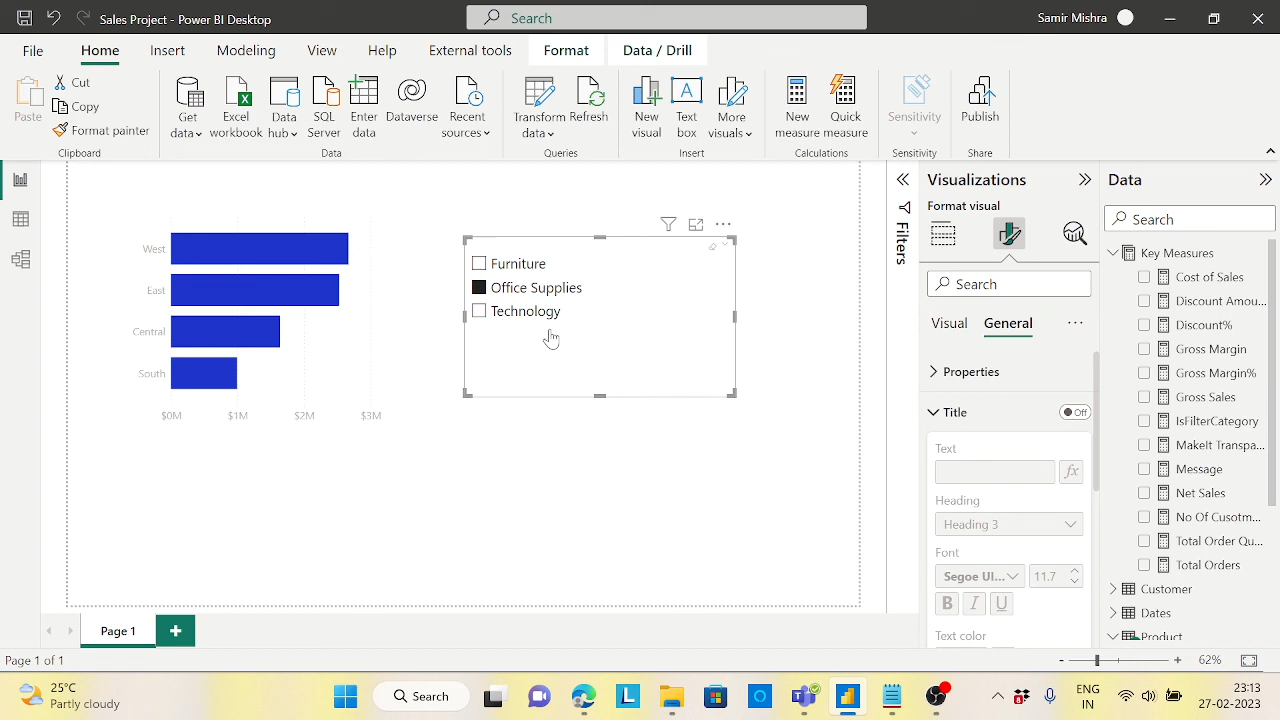 Sales Project - Power BI Desktop
Search
Samir Mishra
File
Home
Insert
Modeling
View
Help
External tools
Format
Data / Drill
Paste
Cut
Copy
Format painter
Clipboard
Get
data
Excel
workbook
Data
hub
SQL
Server
Enter
data
Dataverse
Recent
sources
Data
Transform
data
Refresh
Queries
New
visual
Text
box
More
visuals
Insert
New
measure
Quick
measure
Calculations
Sensitivity
Sensitivity
Publish
Share
West
East
Central
South
$0M
$1M
$2M
$3M
Furniture
Office Supplies
Technology
Filters
Visualizations
Format visual
Search
Visual
General
Properties
Title
Off
Text
fx
Heading
Heading 3
Font
Segoe UI...
11.7
B
I
U
Text color
Data
Search
Key Measures
Cost of Sales
Discount Amou...
Discount%
Gross Margin
Gross Margin%
Gross Sales
IsFilterCategory
MakeIt Transpa...
Message
Net Sales
No Of Cusotm...
Total Order Qu...
Total Orders
Customer
Dates
Product
Page 1
Page 1 of 1
62%
25°C
Partly cloudy
Search
ENG
IN
23:13
27-02-2023